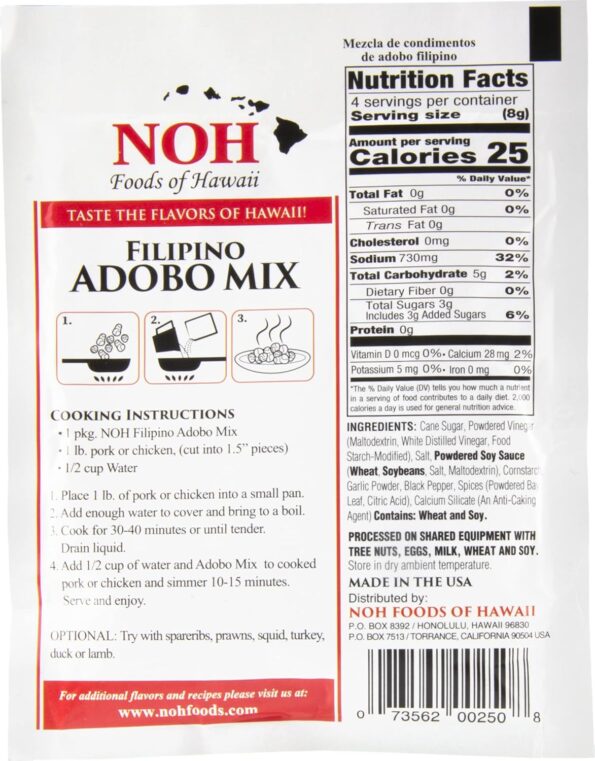 NOH
Foods of Hawaii
TASTE THE FLAVORS OF HAWAII!
FILIPINO
ADOBO MIX
1.
2.
3.
COOKING INSTRUCTIONS
• 1 pkg. NOH Filipino Adobo Mix
• 1 lb. pork or chicken, (cut into 1.5" pieces)
• 1/2 cup Water
1. Place 1 lb. of pork or chicken into a small pan.
2. Add enough water to cover and bring to a boil.
3. Cook for 30-40 minutes or until tender.
Drain liquid.
4. Add 1/2 cup of water and Adobo Mix to cooked
pork or chicken and simmer 10-15 minutes.
Serve and enjoy.
OPTIONAL: Try with spareribs, prawns, squid, turkey,
duck or lamb.
For additional flavors and recipes please visit us at:
www.nohfoods.com
Mezcla de condimentos
de adobo filipino
Nutrition Facts
4 servings per container
Serving size (8g)
Amount per serving
Calories 25
% Daily Value*
Total Fat 0g 0%
Saturated Fat 0g 0%
Trans Fat 0g
Cholesterol 0mg 0%
Sodium 730mg 32%
Total Carbohydrate 5g 2%
Dietary Fiber 0g 0%
Total Sugars 3g
Includes 3g Added Sugars 6%
Protein 0g
Vitamin D 0 mcg 0% • Calcium 28 mg 2%
Potassium 5 mg 0% • Iron 0 mg 0%
*The % Daily Value (DV) tells you how much a nutrient
in a serving of food contributes to a daily diet. 2,000
calories a day is used for general nutrition advice.
INGREDIENTS: Cane Sugar, Powdered Vinegar
(Maltodextrin, White Distilled Vinegar, Food
Starch-Modified), Salt, Powdered Soy Sauce
(Wheat, Soybeans, Salt, Maltodextrin), Cornstarch
Garlic Powder, Black Pepper, Spices (Powdered Bay
Leaf, Citric Acid), Calcium Silicate (An Anti-Caking
Agent) Contains: Wheat and Soy.
PROCESSED ON SHARED EQUIPMENT WITH
TREE NUTS, EGGS, MILK, WHEAT AND SOY.
Store in dry ambient temperature.
MADE IN THE USA
Distributed by:
NOH FOODS OF HAWAII
P.O. BOX 8392 / HONOLULU, HAWAII 96830
P.O. BOX 7513 / TORRANCE, CALIFORNIA 90504 USA
0 73562 00250 8